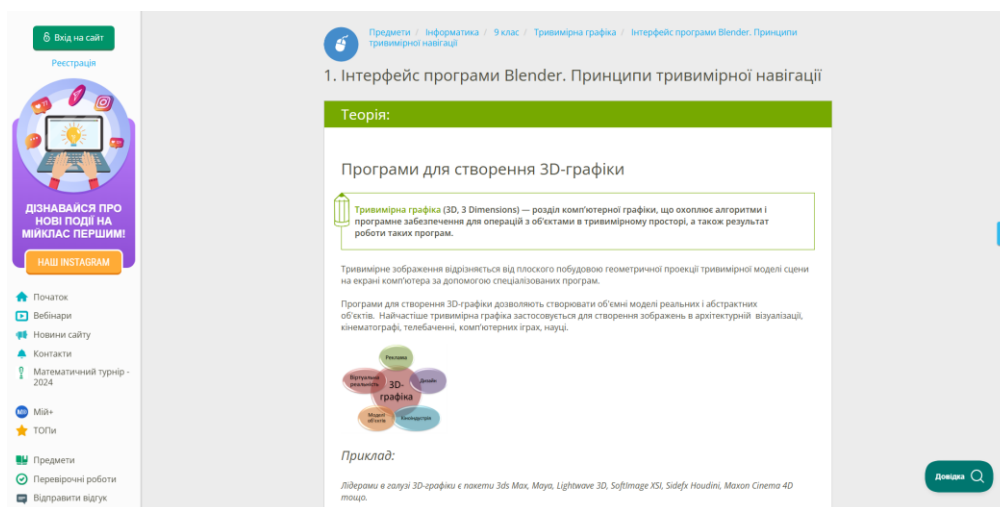 Вхід на сайт
Реєстрація
ДІЗНАВАЙСЯ ПРО
НОВІ ПОДІЇ НА
МІЙКЛАС ПЕРШИМ!
НАШ INSTAGRAM
Початок
Вебінари
Новини сайту
Контакти
Математичний турнір -
2024
Мій+
ТОПи
Предмети
Перевірочні роботи
Відправити відгук
Предмети / Інформатика / 9 клас / Тривимірна графіка / Інтерфейс програми Blender. Принципи
тривимірної навігації
1. Інтерфейс програми Blender. Принципи тривимірної навігації
Теорія:
Програми для створення 3D-графіки
Тривимірна графіка (3D, 3 Dimensions) — розділ комп'ютерної графіки, що охоплює алгоритми і
програмне забезпечення для операцій з об'єктами в тривимірному просторі, а також результат
роботи таких програм.
Тривимірне зображення відрізняється від плоского побудовою геометричної проекції тривимірної моделі сцени
на екрані комп'ютера за допомогою спеціалізованих програм.
Програми для створення 3D-графіки дозволяють створювати об'ємні моделі реальних і абстрактних
об'єктів. Найчастіше тривимірна графіка застосовується для створення зображень в архітектурній візуалізації,
кінематографі, телебаченні, комп'ютерних іграх, науці.
Реклама
Віртуальна
реальність
3D-
графіка
Дизайн
Моделі
об'єктів
Кіноіндустрія
Приклад:
Лідерами в галузі 3D-графіки є пакети 3ds Max, Maya, Lightwave 3D, SoftImage XSI, Sidefx Houdini, Maxon Cinema 4D
тощо.
Довідка